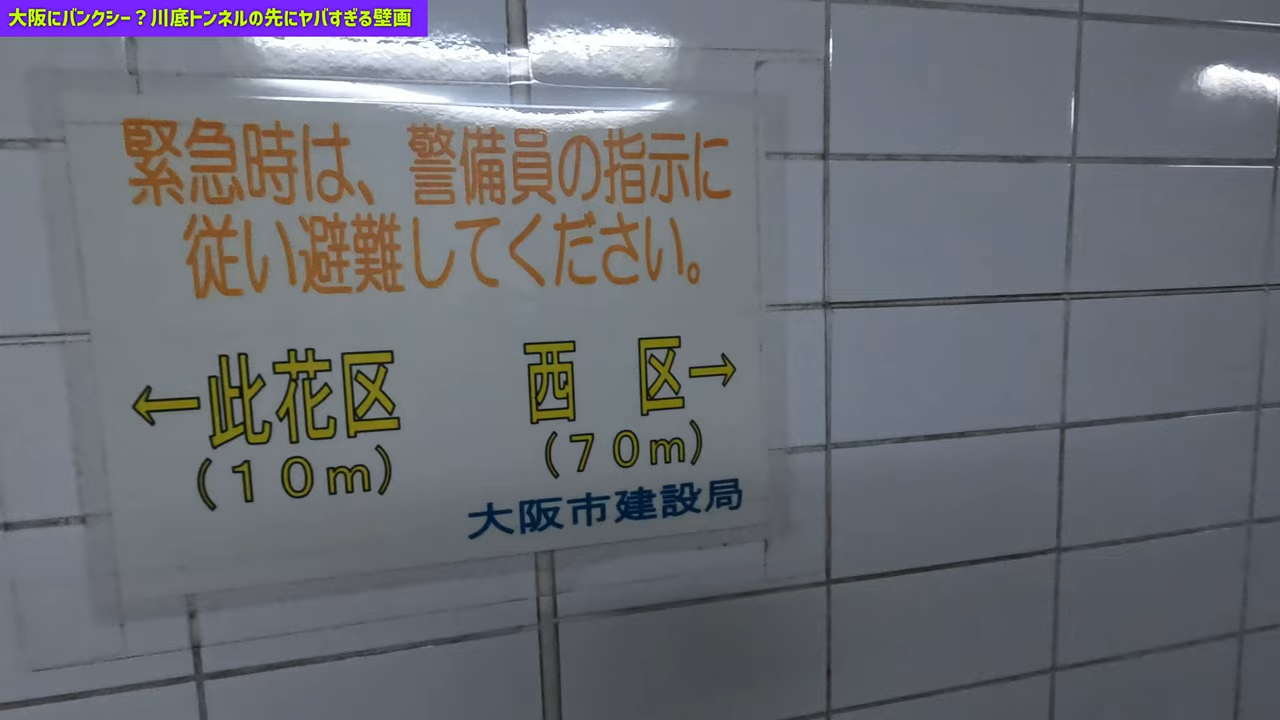 大阪にバンクシー？川底トンネルの先にヤバすぎる壁画
緊急時は、警備員の指示に
従い避難してください。
←此花区 西 区→
（10m） （70m）
大阪市建設局